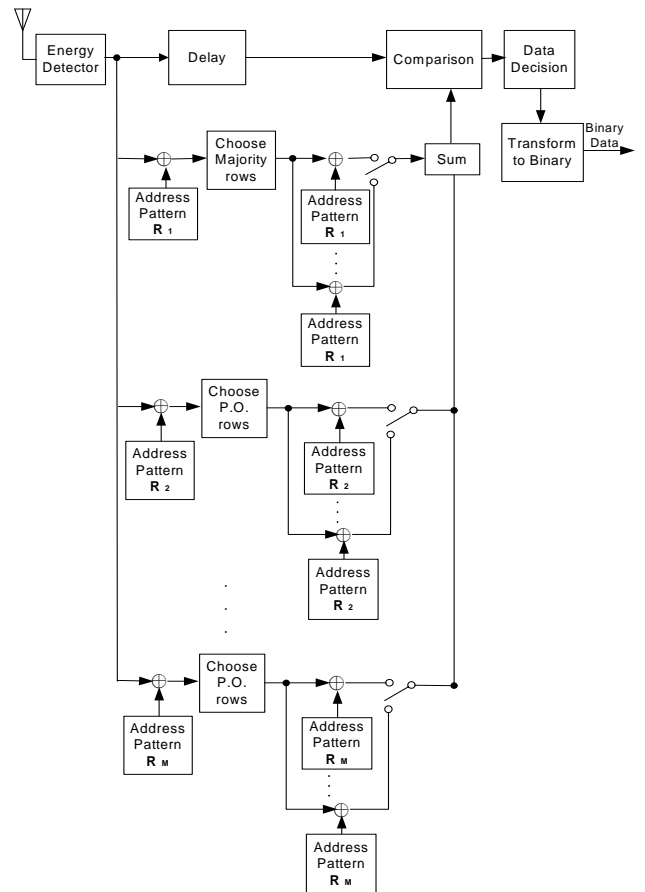 Energy
Detector
Delay
Comparison
Data
Decision
Transform
to Binary
Binary
Data
Choose
Majority
rows
Sum
Address
Pattern
R 1
Address
Pattern
R 1
Address
Pattern
R 1
Choose
P.O.
rows
Address
Pattern
R 2
Address
Pattern
R 2
Address
Pattern
R 2
Choose
P.O.
rows
Address
Pattern
R M
Address
Pattern
R M
Address
Pattern
R M